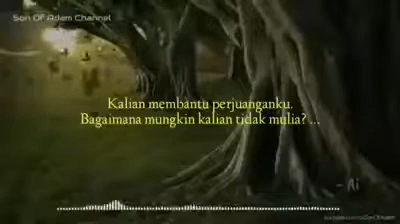 Son Of Adam Channel
Kalian membantu perjuanganku.
Bagaimana mungkin kalian tidak mulia? ...
- Ai